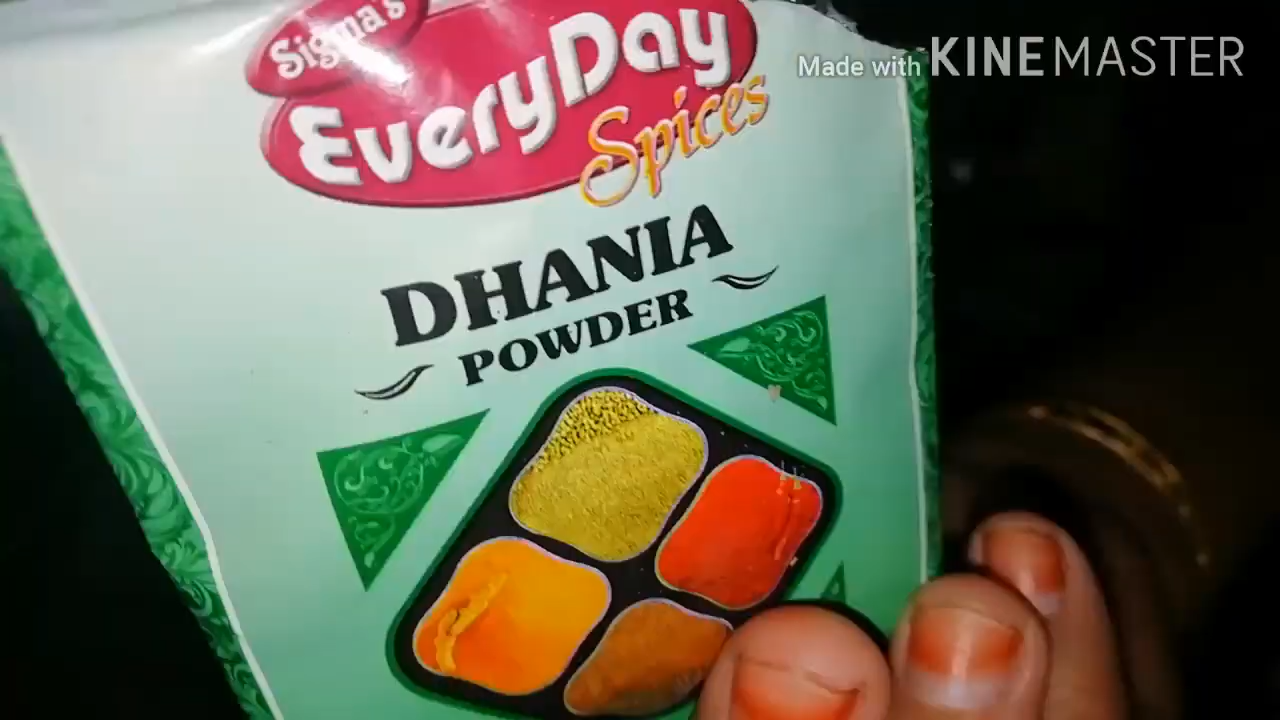 Sigma's
EveryDay
Spices
DHANIA
POWDER
Made with KINEMASTER